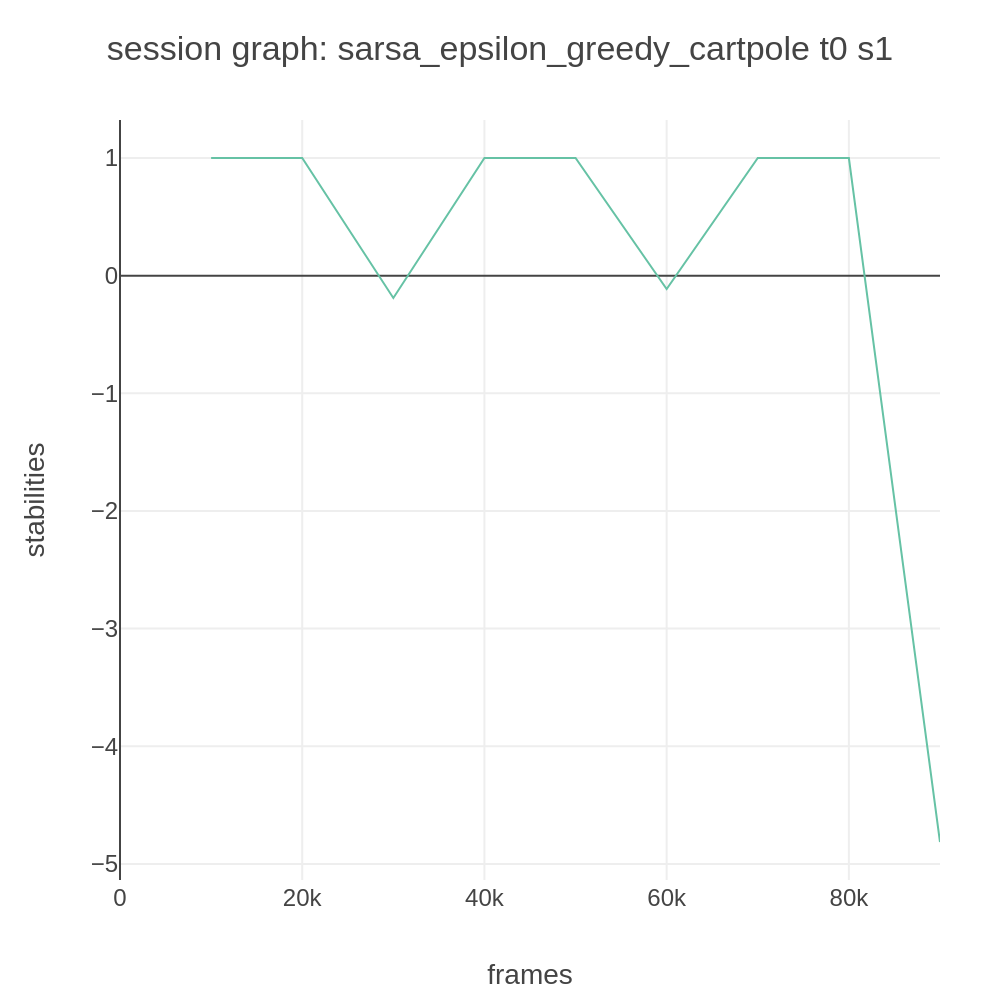 session graph: sarsa_epsilon_greedy_cartpole t0 s1
1
0
−1
−2
−3
−4
−5
stabilities
0
20k
40k
60k
80k
frames